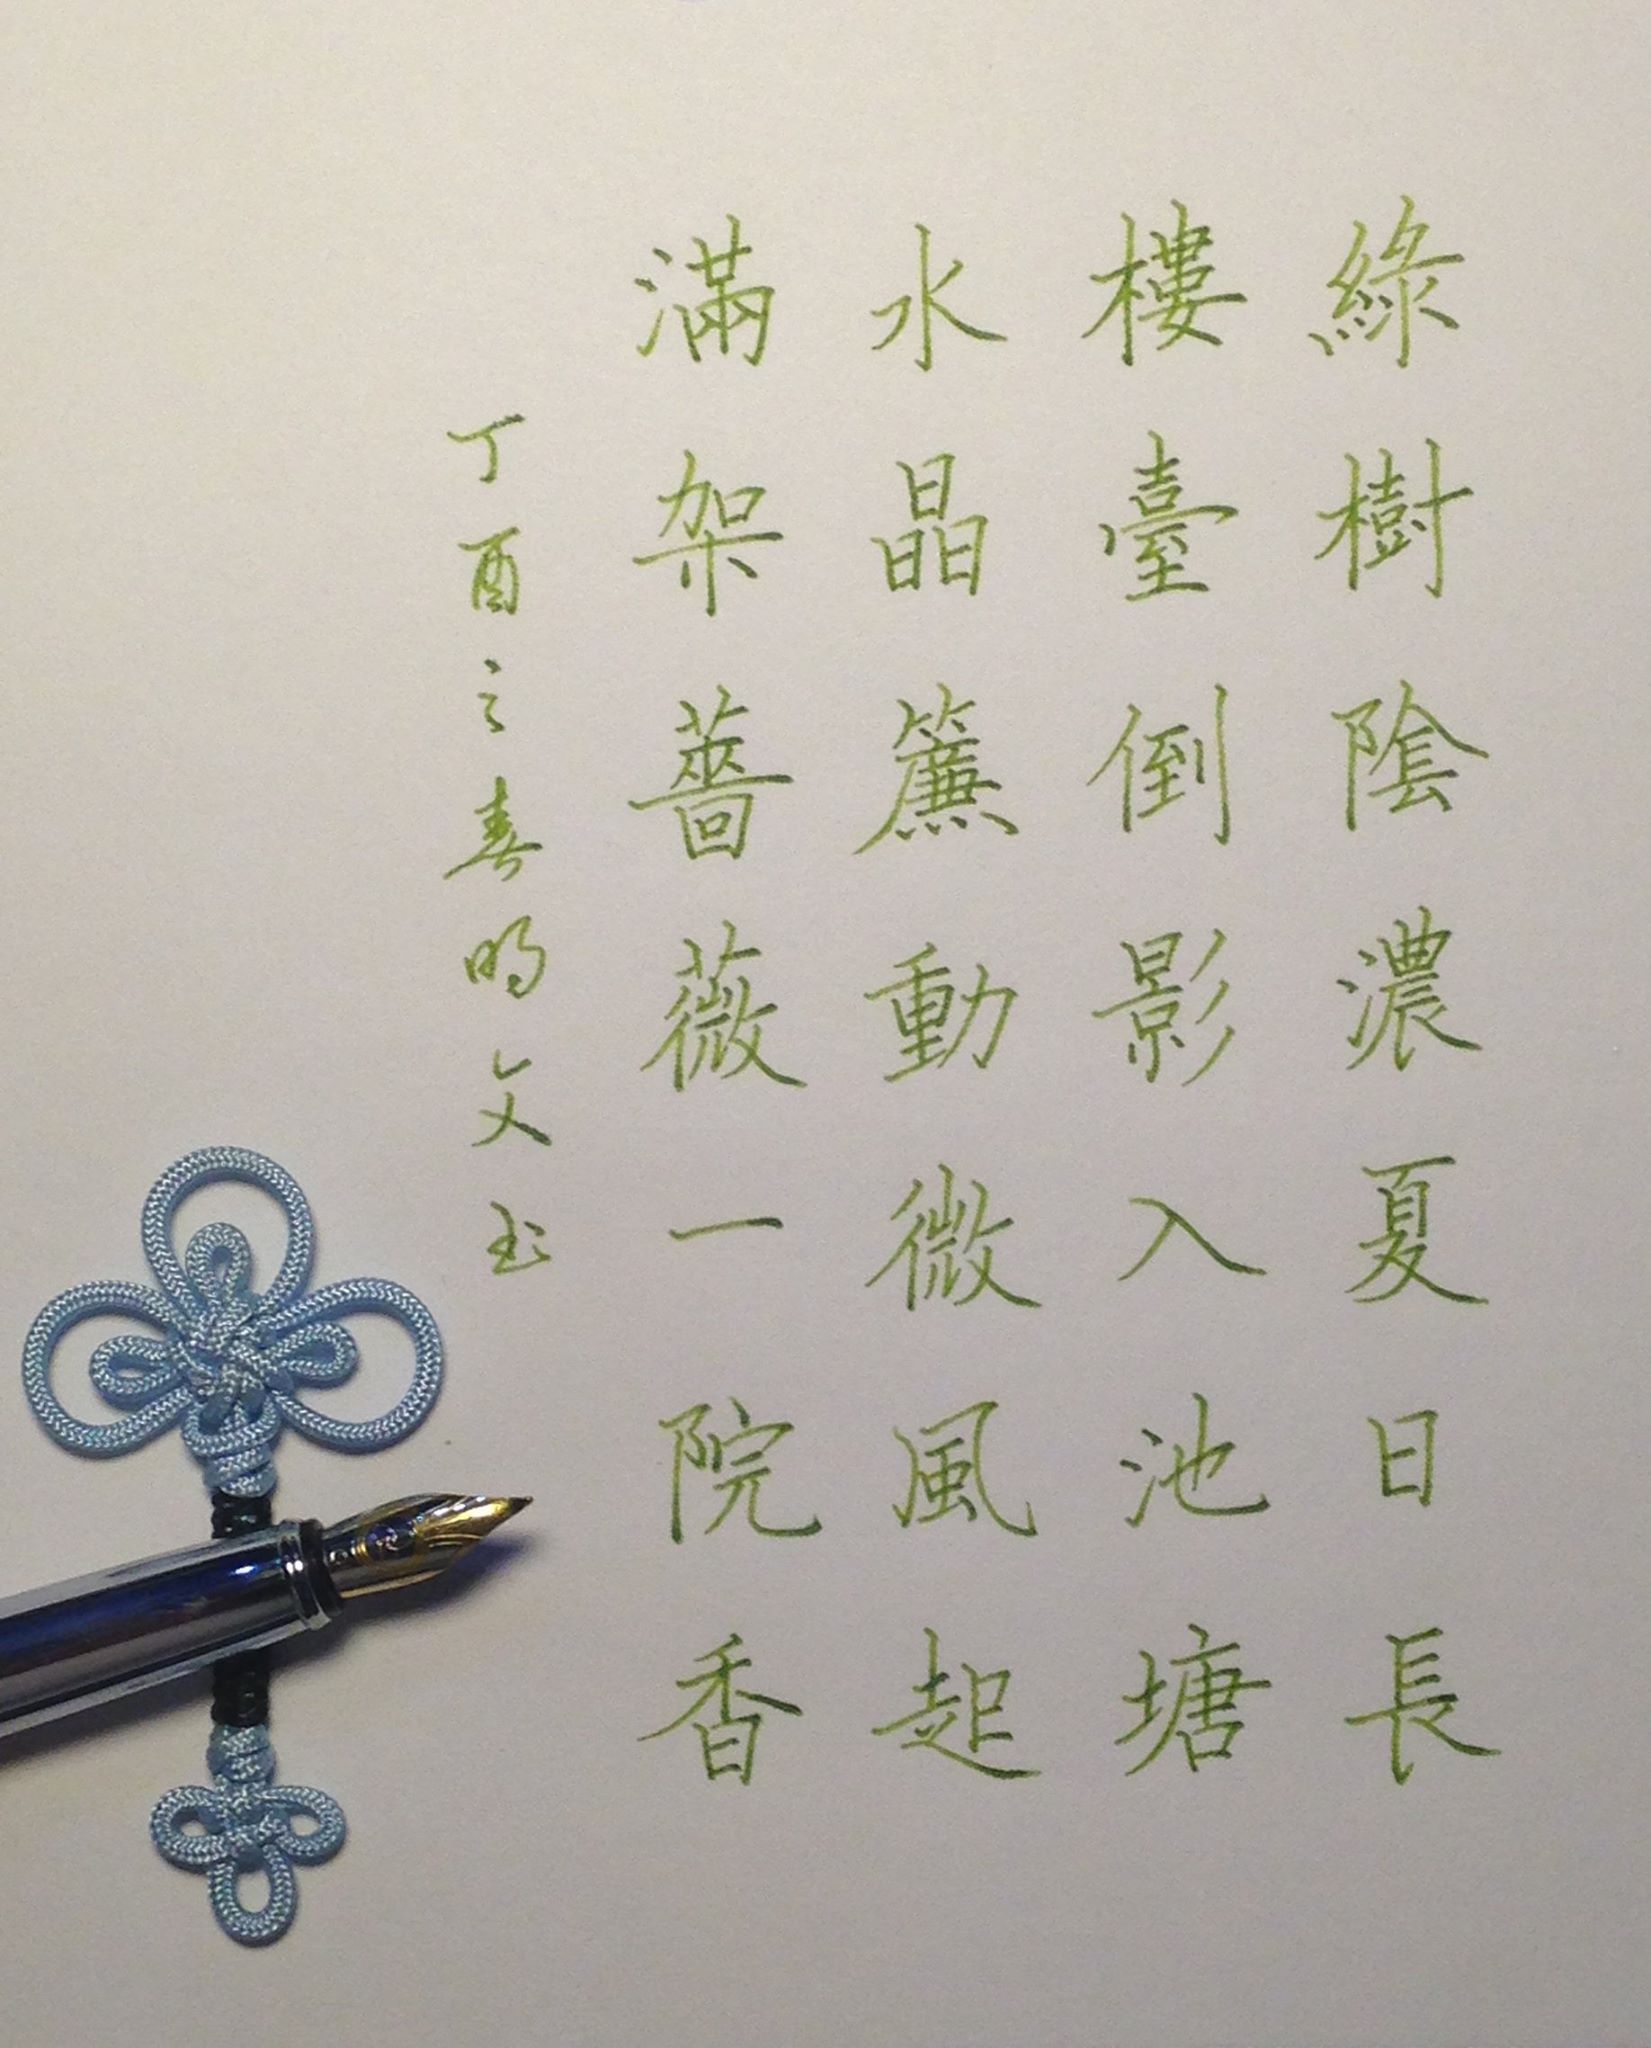 綠樹陰濃夏日長
樓臺倒影入池塘
水晶簾動微風起
滿架薔薇一院香
丁酉之春明文书